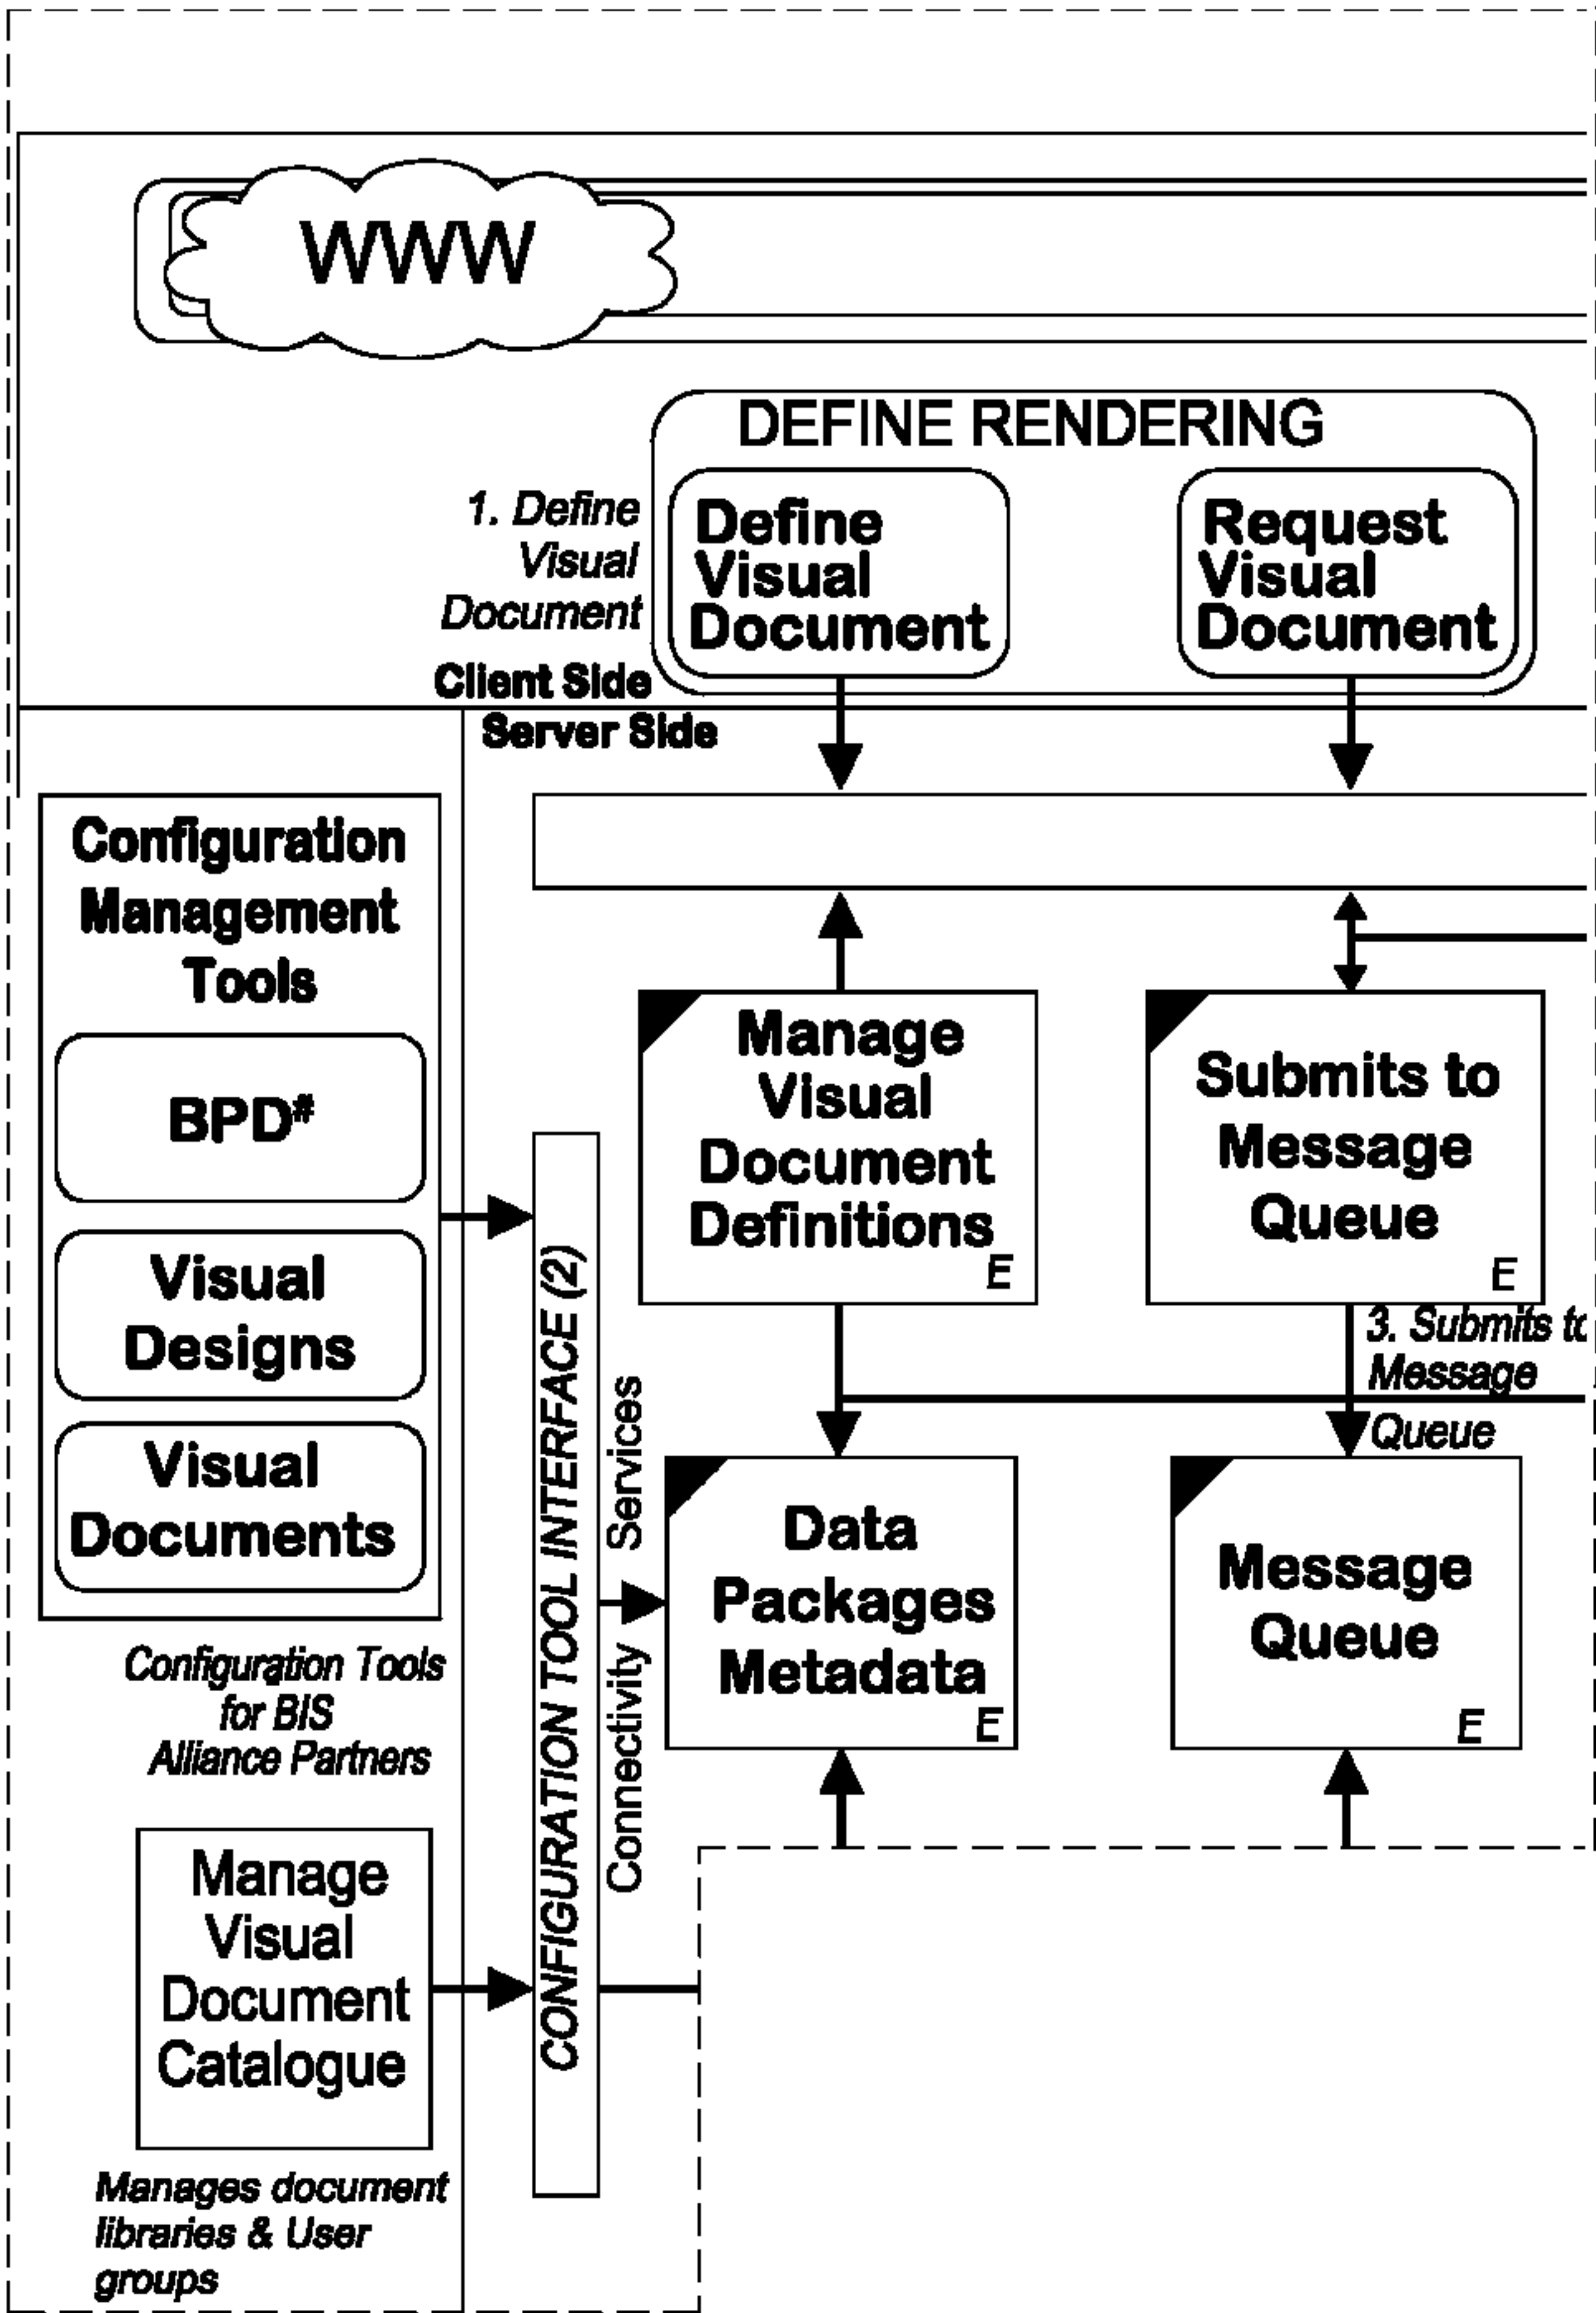 WWW
DEFINE RENDERING
1. Define
Visual
Document
Define
Visual
Document
Request
Visual
Document
Client Side
Server Side
Configuration
Management
Tools
BPD#
Visual
Designs
Visual
Documents
Configuration Tools
for BIS
Alliance Partners
Manage
Visual
Document
Catalogue
Manages document
libraries & User
groups
CONFIGURATION TOOL INTERFACE (2)
Connectivity Services
Manage
Visual
Document
Definitions
E
Submits to
Message
Queue
E
3. Submits to
Message
Queue
Data
Packages
Metadata
E
Message
Queue
E